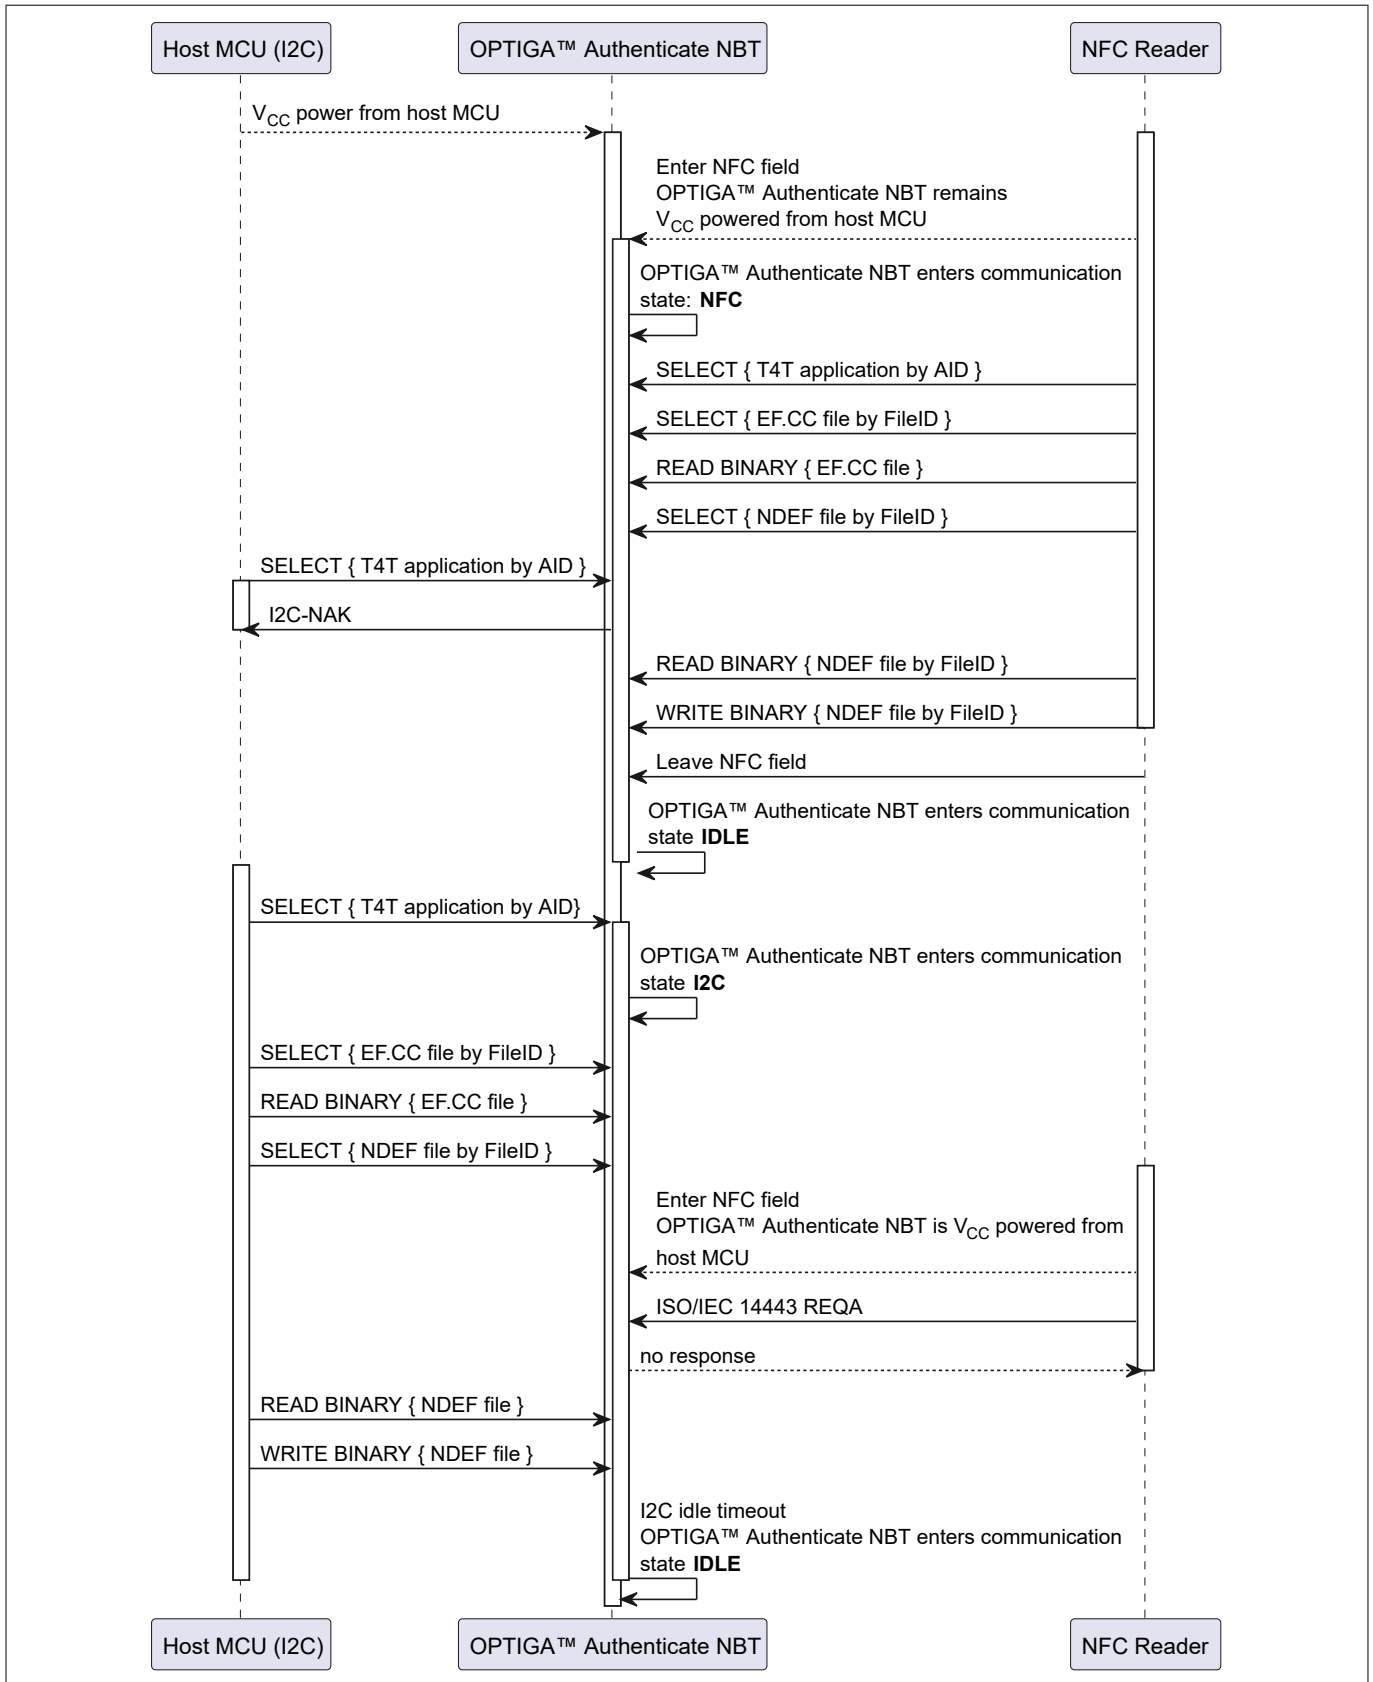 Host MCU (I2C)
OPTIGA™ Authenticate NBT
NFC Reader
VCC power from host MCU
Enter NFC field
OPTIGA™ Authenticate NBT remains
VCC powered from host MCU
OPTIGA™ Authenticate NBT enters communication
state: NFC
SELECT { T4T application by AID }
SELECT { EF.CC file by FileID }
READ BINARY { EF.CC file }
SELECT { NDEF file by FileID }
SELECT { T4T application by AID }
I2C-NAK
READ BINARY { NDEF file by FileID }
WRITE BINARY { NDEF file by FileID }
Leave NFC field
OPTIGA™ Authenticate NBT enters communication
state IDLE
SELECT { T4T application by AID}
OPTIGA™ Authenticate NBT enters communication
state I2C
SELECT { EF.CC file by FileID }
READ BINARY { EF.CC file }
SELECT { NDEF file by FileID }
Enter NFC field
OPTIGA™ Authenticate NBT is VCC powered from
host MCU
ISO/IEC 14443 REQA
no response
READ BINARY { NDEF file }
WRITE BINARY { NDEF file }
I2C idle timeout
OPTIGA™ Authenticate NBT enters communication
state IDLE
Host MCU (I2C)
OPTIGA™ Authenticate NBT
NFC Reader